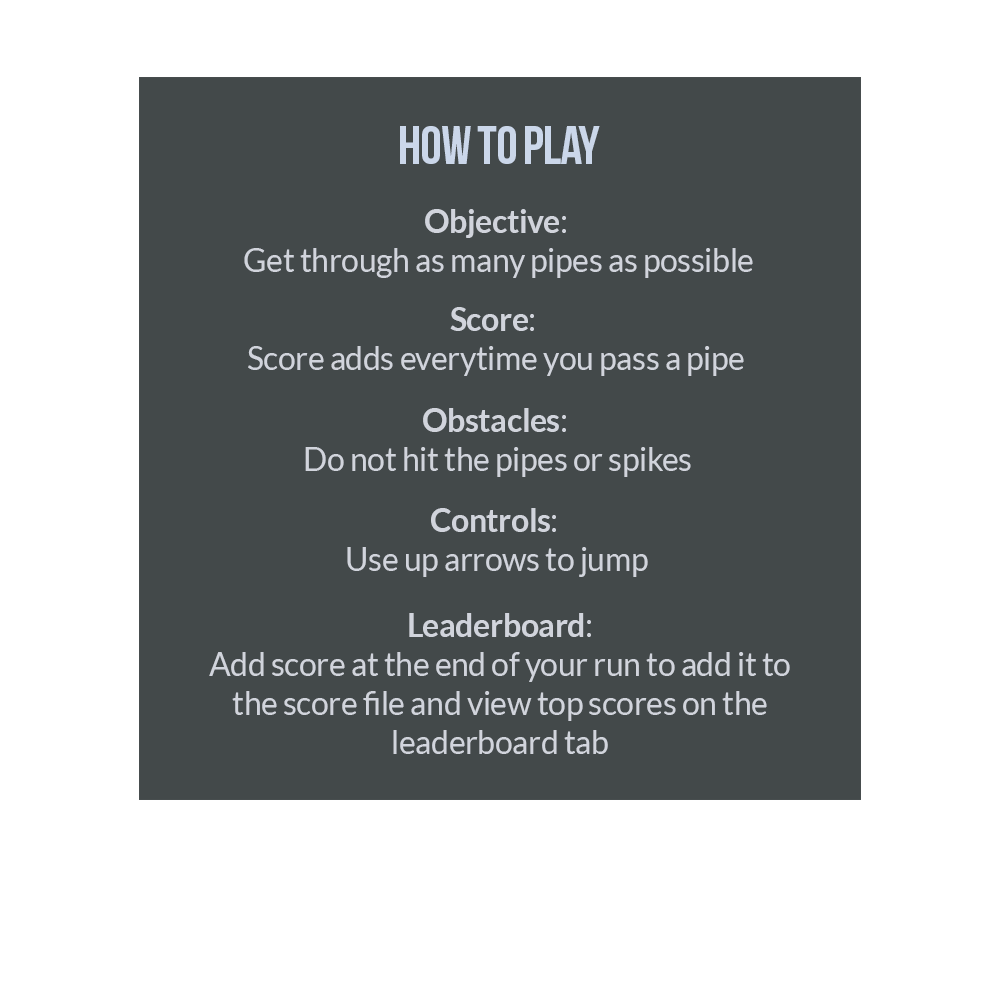 HOW TO PLAY
Objective:
Get through as many pipes as possible
Score:
Score adds everytime you pass a pipe
Obstacles:
Do not hit the pipes or spikes
Controls:
Use up arrows to jump
Leaderboard:
Add score at the end of your run to add it to
the score file and view top scores on the
leaderboard tab